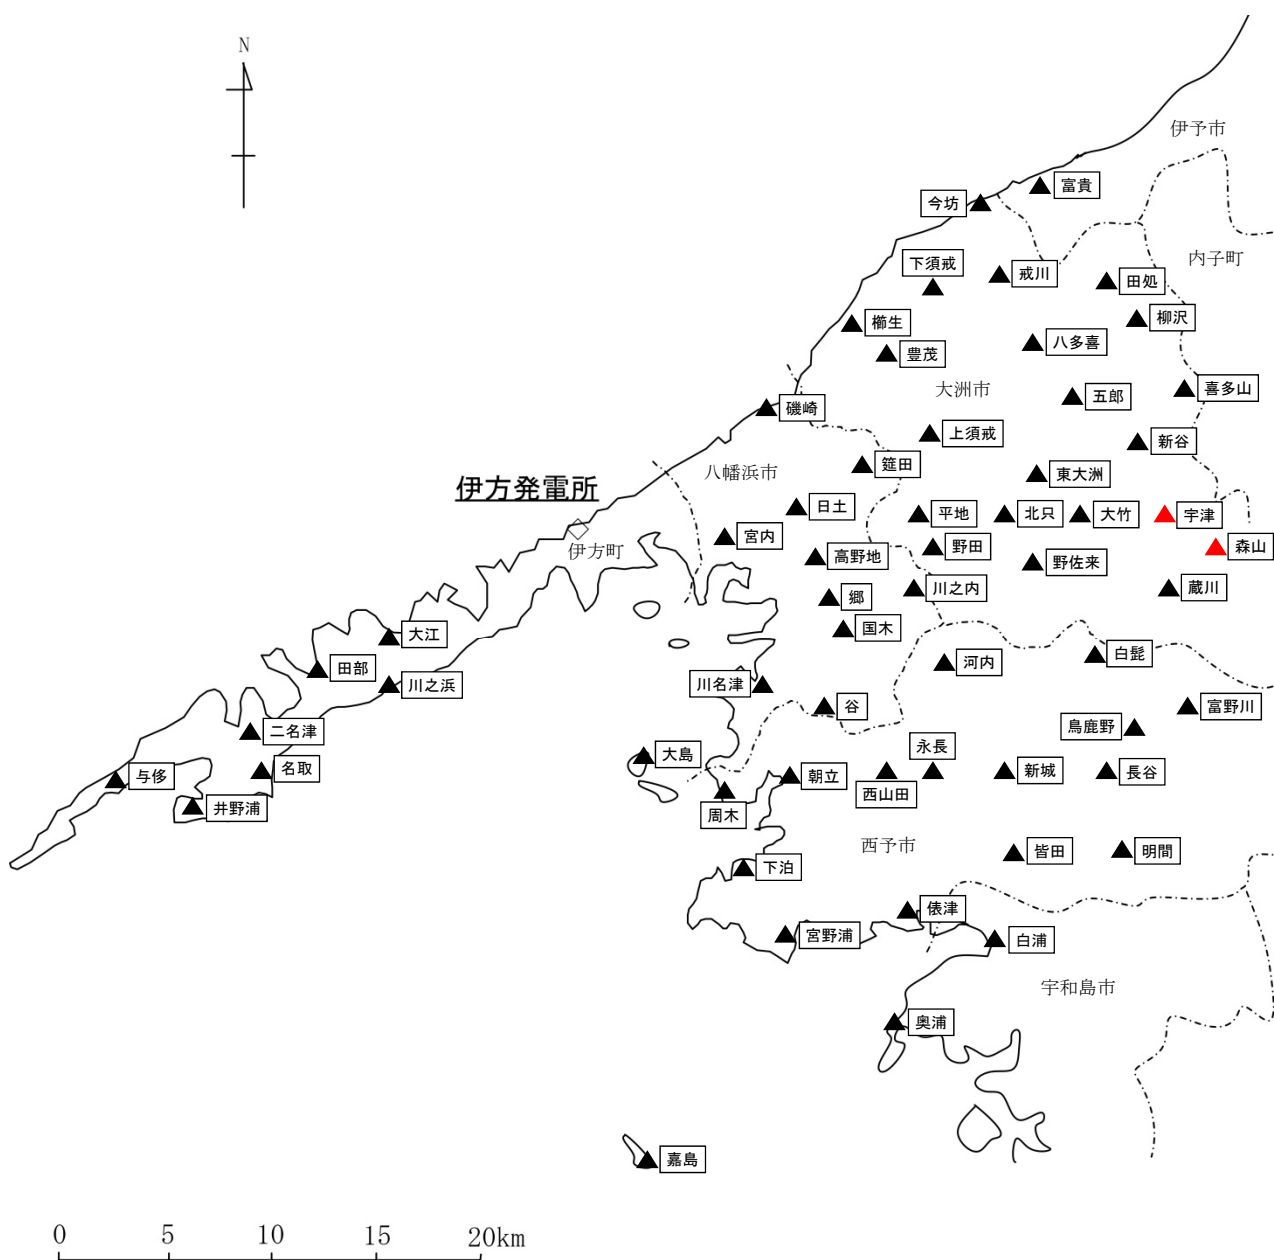 N
伊予市
富貴
今坊
内子町
下須戒
戒川
田処
柳沢
櫛生
八多喜
豊茂
大洲市
喜多山
五郎
磯崎
上須戒
新谷
筵田
八幡浜市
東大洲
伊方発電所
日土
平地
北只
大竹
宇津
宮内
伊方町
高野地
野田
野佐来
森山
川之内
蔵川
郷
国木
大江
白髭
河内
田部
川之浜
川名津
谷
富野川
鳥鹿野
二名津
永長
大島
名取
与侈
朝立
新城
長谷
西山田
井野浦
周木
西予市
皆田
明間
下泊
俵津
宮野浦
白浦
宇和島市
奥浦
嘉島
0 5 10 15 20km